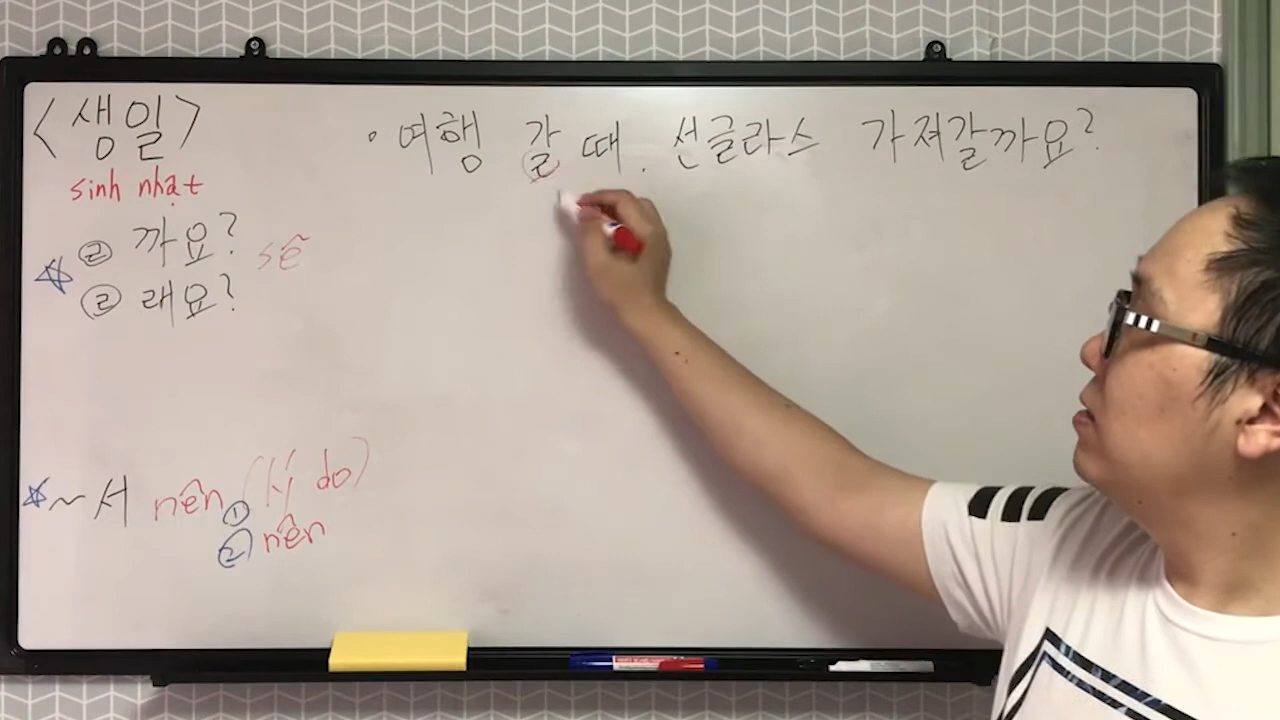 <생일>
sinh nhạt
ㄹ 까요? sẽ
☆ ㄹ 래요?
☆~서 nên (lý do)
① 
② nên
• 여행 갈 때. 선글라스 가져갈까요?